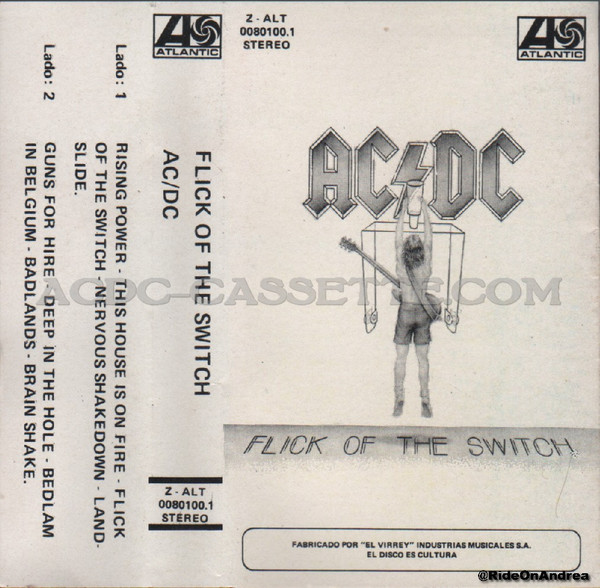 Lado: 1
RISING POWER - THIS HOUSE IS ON FIRE - FLICK
OF THE SWITCH - NERVOUS SHAKEDOWN - LAND-
SLIDE.
Lado: 2
GUNS FOR HIRE - DEEP IN THE HOLE - BEDLAM
IN BELGIUM - BADLANDS - BRAIN SHAKE.
ATLANTIC
FLICK OF THE SWITCH
AC/DC
Z - ALT
0080100.1
STEREO
Z - ALT
0080100.1
STEREO
ATLANTIC
AC DC
FLICK OF THE SWITCH
FABRICADO POR "EL VIRREY" INDUSTRIAS MUSICALES S.A.
EL DISCO ES CULTURA
ACDC-CASSETTE.COM
@RideOnAndrea